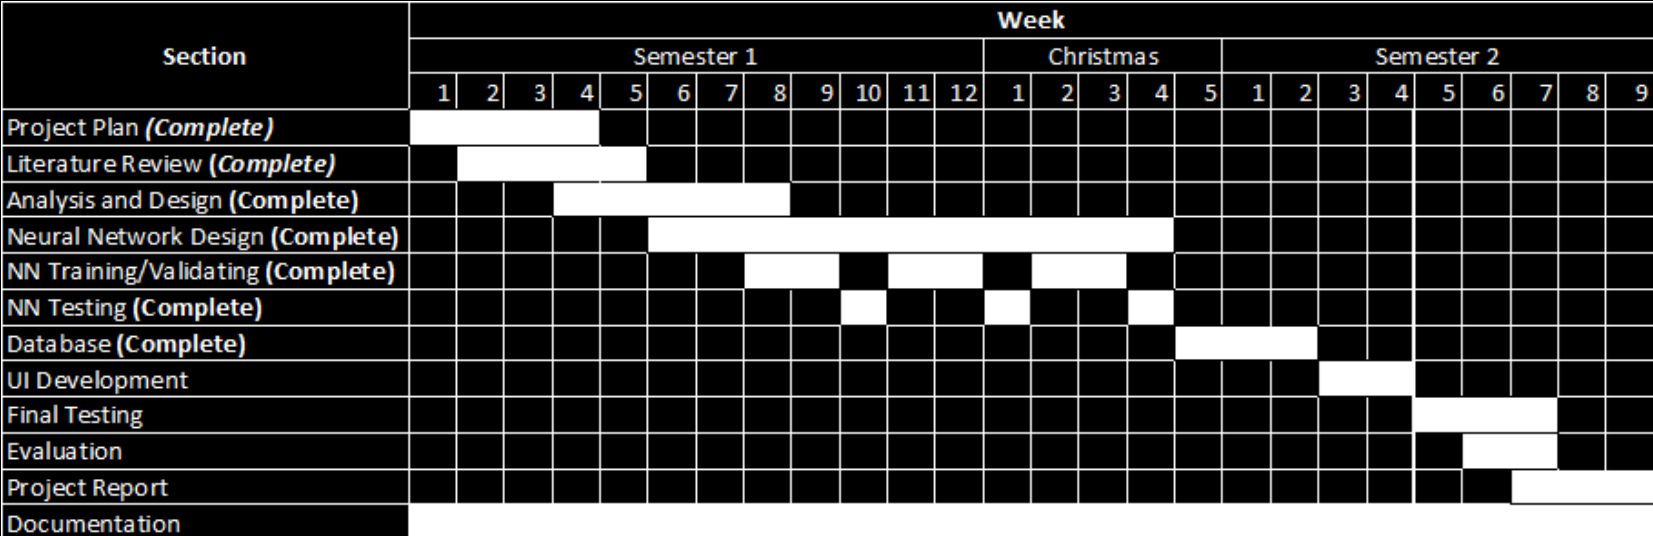 Week
Section
Semester 1 Christmas Semester 2
1 2 3 4 5 6 7 8 9 10 11 12 1 2 3 4 5 1 2 3 4 5 6 7 8 9
Project Plan (Complete)
Literature Review (Complete)
Analysis and Design (Complete)
Neural Network Design (Complete)
NN Training/Validating (Complete)
NN Testing (Complete)
Database (Complete)
UI Development
Final Testing
Evaluation
Project Report
Documentation